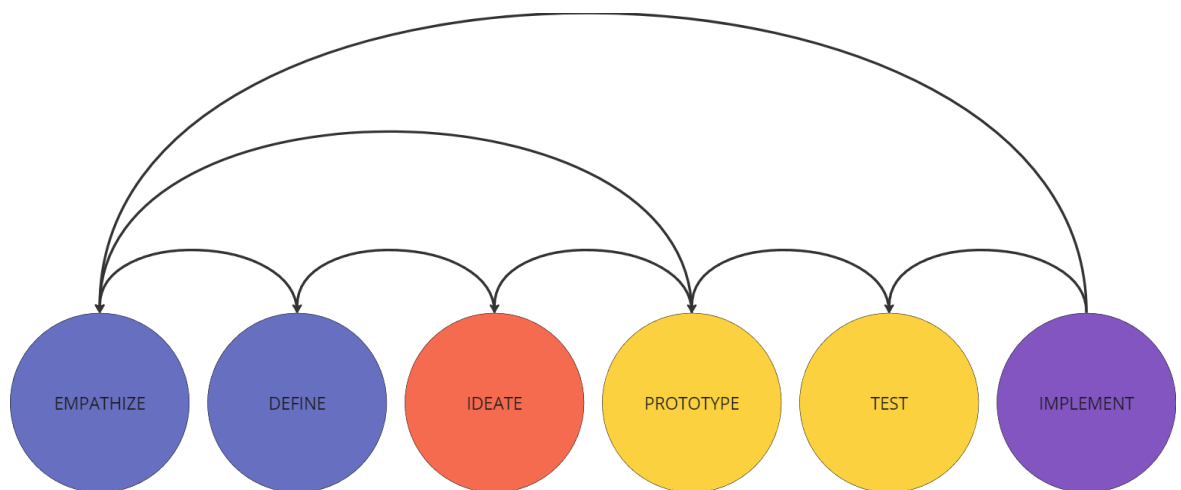 EMPATHIZE
DEFINE
IDEATE
PROTOTYPE
TEST
IMPLEMENT